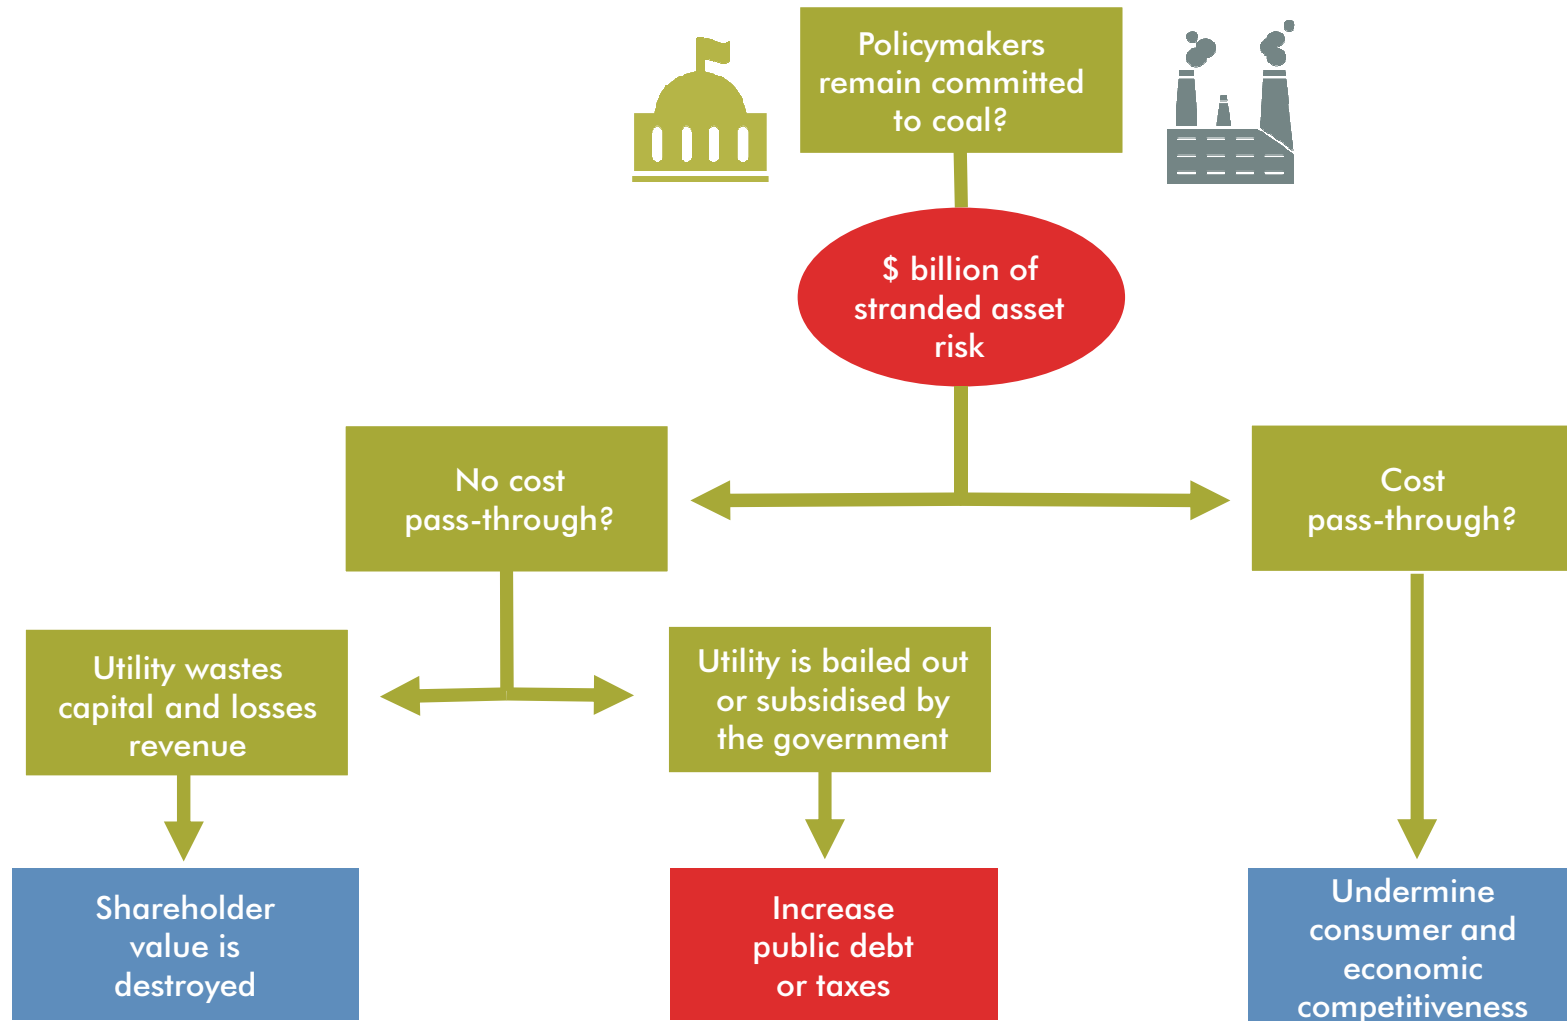 Policymakers
remain committed
to coal?
$ billion of
stranded asset
risk
No cost
pass-through?
Cost
pass-through?
Utility wastes
capital and losses
revenue
Utility is bailed out
or subsidised by
the government
Shareholder
value is
destroyed
Increase
public debt
or taxes
Undermine
consumer and
economic
competitiveness